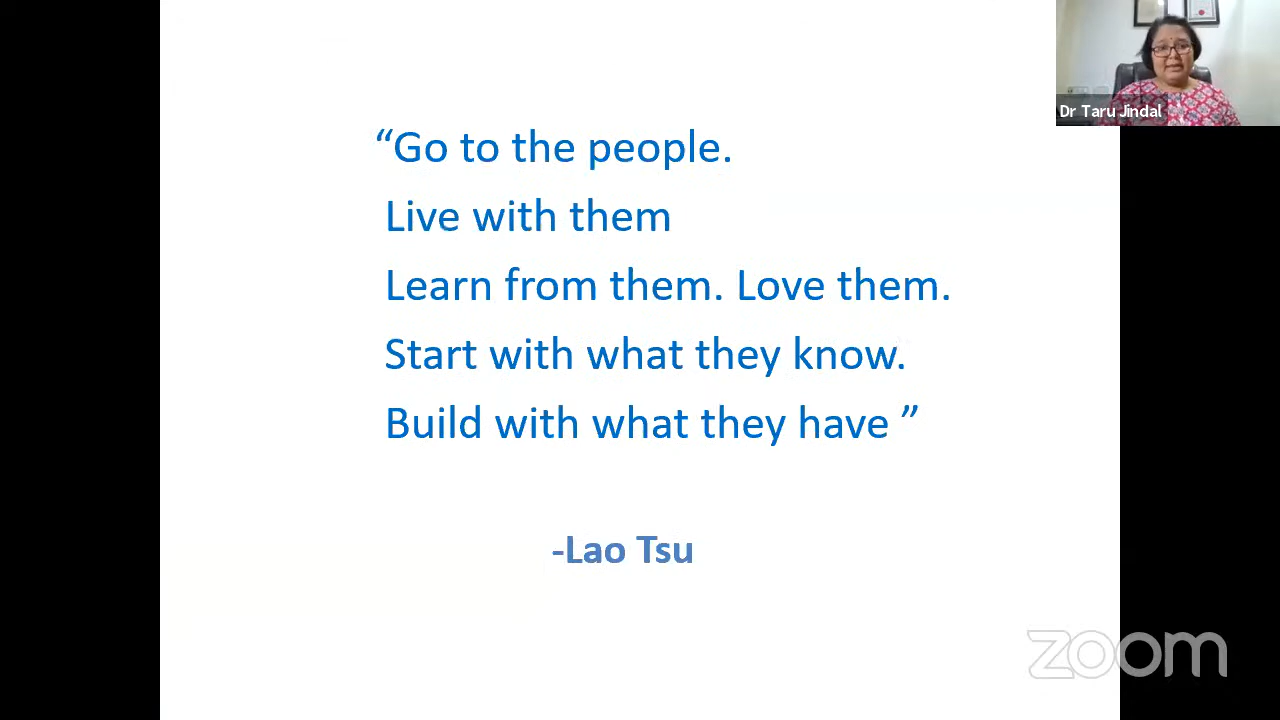 Dr Taru Jindal
“Go to the people.
Live with them
Learn from them. Love them.
Start with what they know.
Build with what they have ”
-Lao Tsu
zoom